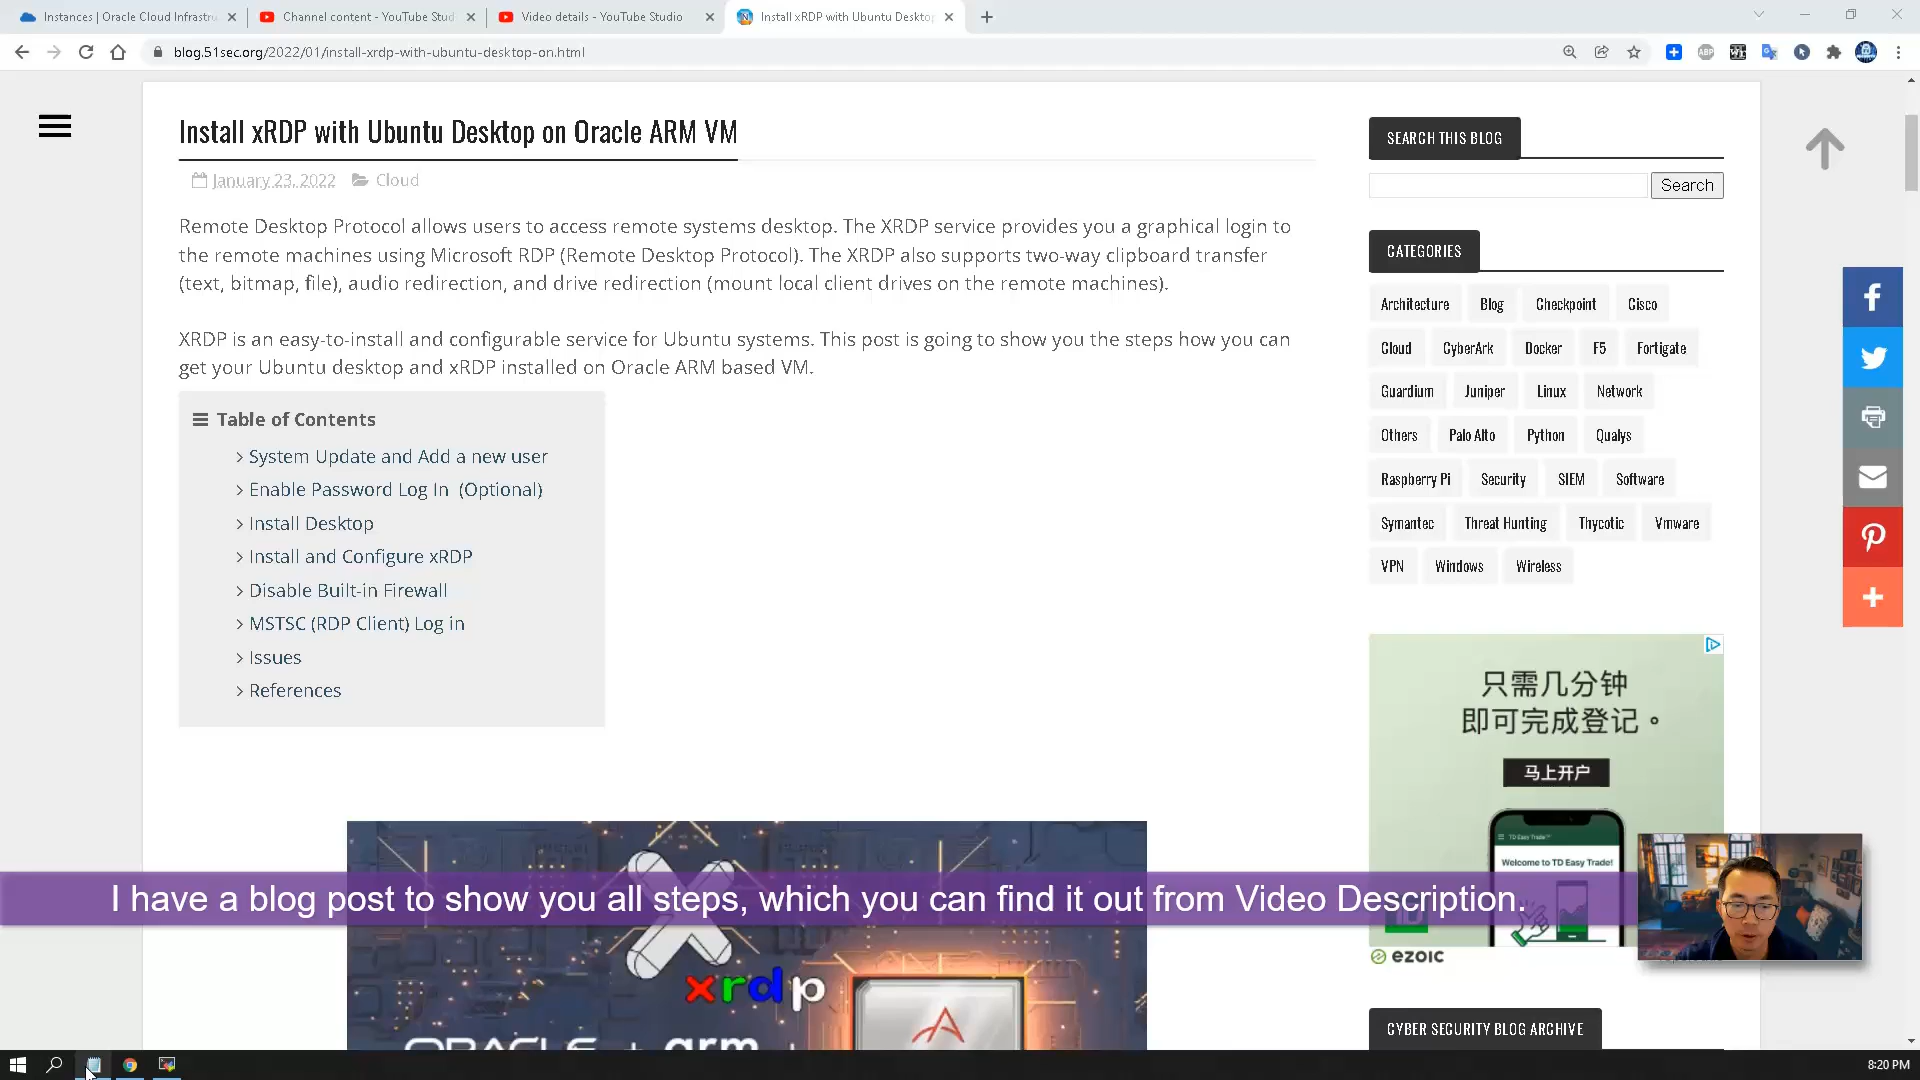 Instances | Oracle Cloud Infrastru
Channel content - YouTube Stud
Video details - YouTube Studio
Install xRDP with Ubuntu Desktop
blog.51sec.org/2022/01/install-xrdp-with-ubuntu-desktop-on.html
ABP
Install xRDP with Ubuntu Desktop on Oracle ARM VM
January 23, 2022
Cloud
Remote Desktop Protocol allows users to access remote systems desktop. The XRDP service provides you a graphical login to
the remote machines using Microsoft RDP (Remote Desktop Protocol). The XRDP also supports two-way clipboard transfer
(text, bitmap, file), audio redirection, and drive redirection (mount local client drives on the remote machines).
XRDP is an easy-to-install and configurable service for Ubuntu systems. This post is going to show you the steps how you can
get your Ubuntu desktop and xRDP installed on Oracle ARM based VM.
Table of Contents
System Update and Add a new user
Enable Password Log In (Optional)
Install Desktop
Install and Configure xRDP
Disable Built-in Firewall
MSTSC (RDP Client) Log in
Issues
References
SEARCH THIS BLOG
Search
CATEGORIES
Architecture Blog Checkpoint Cisco
Cloud CyberArk Docker F5 Fortigate
Guardium Juniper Linux Network
Others Palo Alto Python Qualys
Raspberry Pi Security SIEM Software
Symantec Threat Hunting Thycotic Vmware
VPN Windows Wireless
只需几分钟
即可完成登记。
马上开户
TD Easy Trade™
Welcome to TD Easy Trade!
I have a blog post to show you all steps, which you can find it out from Video Description.
EZOIC
xrdp
ORACLE + arm
CYBER SECURITY BLOG ARCHIVE
8:20 PM